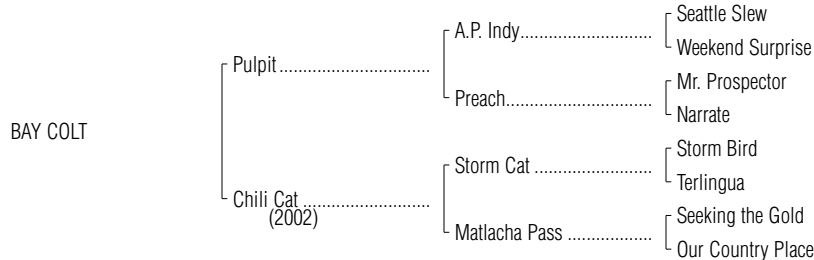 Seattle Slew
A.P. Indy..............................
Weekend Surprise
Pulpit ................................
Mr. Prospector
Preach.................................
Narrate
BAY COLT
Storm Bird
Storm Cat ...........................
Terlingua
Chili Cat ...........................
(2002)
Seeking the Gold
Matlacha Pass ..................
Our Country Place